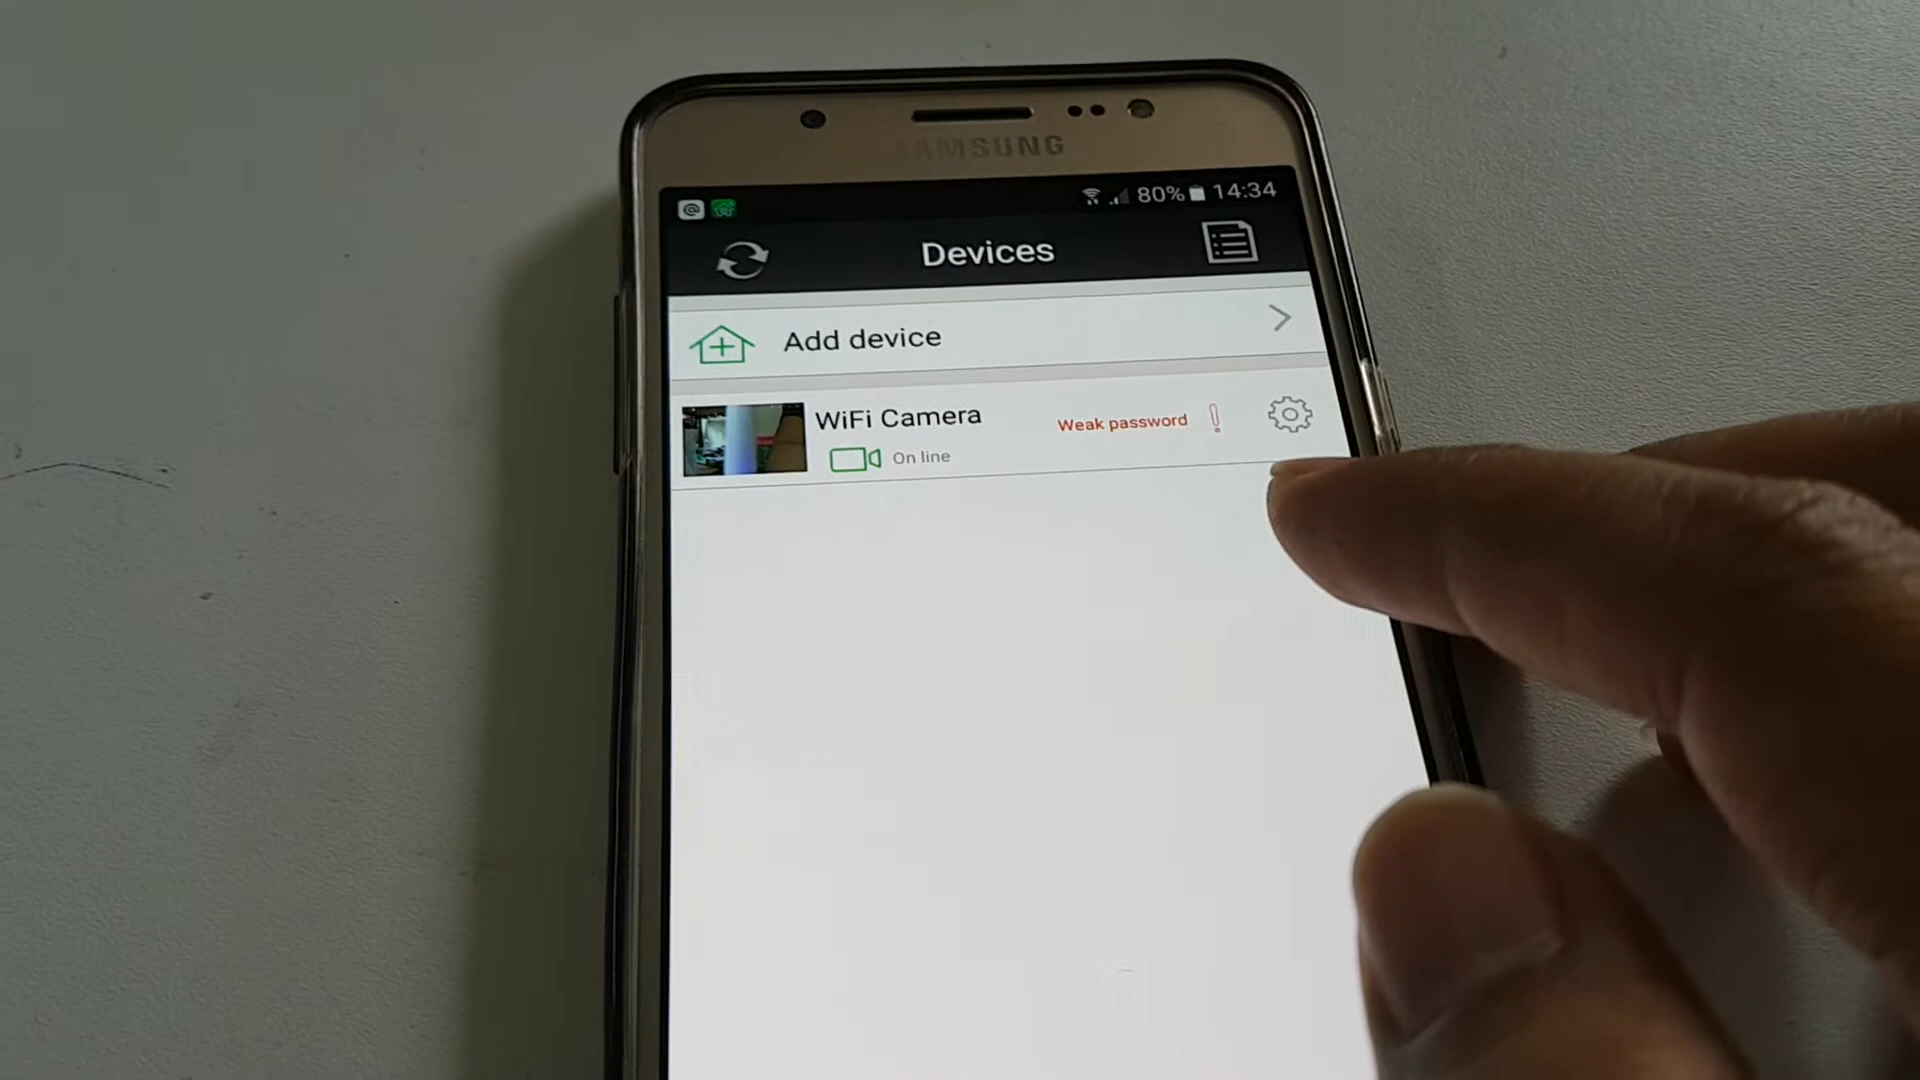 SAMSUNG
80% 14:34
Devices
Add device
WiFi Camera
Weak password
On line